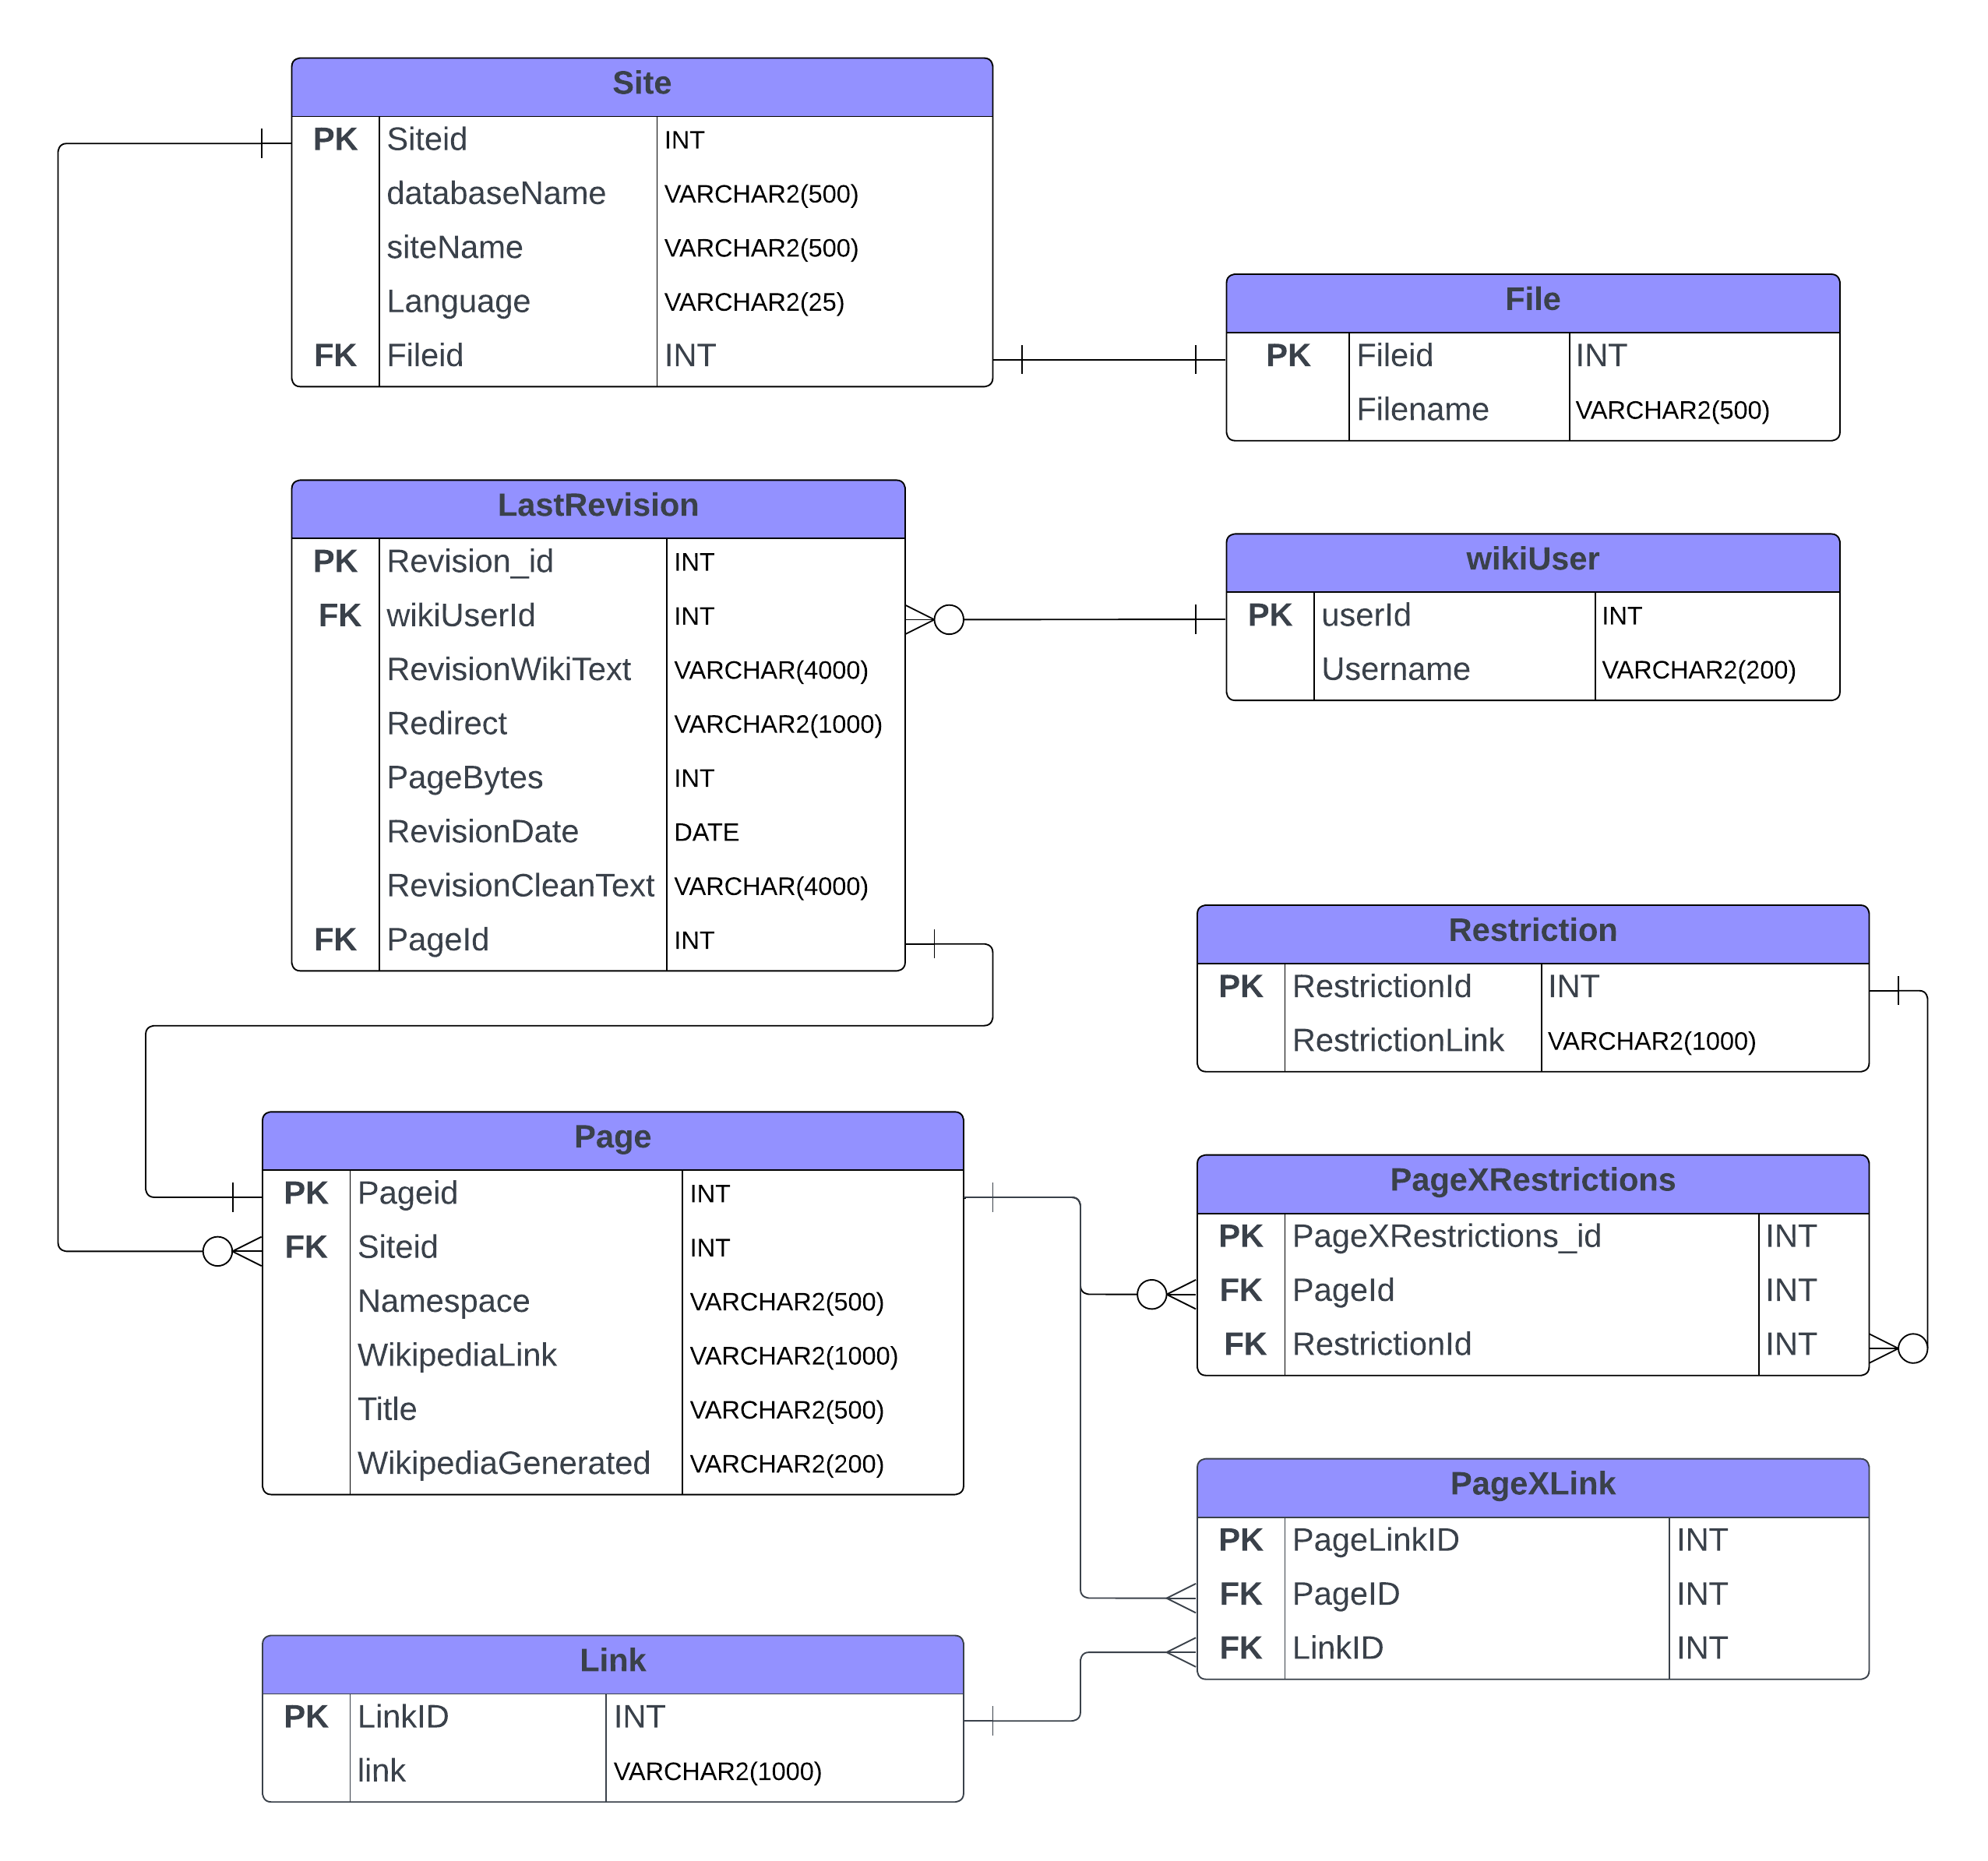 Site
PK Siteid INT
databaseName VARCHAR2(500)
siteName VARCHAR2(500)
Language VARCHAR2(25)
FK Fileid INT
File
PK Fileid INT
Filename VARCHAR2(500)
LastRevision
PK Revision_id INT
FK wikiUserId INT
RevisionWikiText VARCHAR(4000)
Redirect VARCHAR2(1000)
PageBytes INT
RevisionDate DATE
RevisionCleanText VARCHAR(4000)
FK PageId INT
wikiUser
PK userId INT
Username VARCHAR2(200)
Restriction
PK RestrictionId INT
RestrictionLink VARCHAR2(1000)
Page
PK Pageid INT
FK Siteid INT
Namespace VARCHAR2(500)
WikipediaLink VARCHAR2(1000)
Title VARCHAR2(500)
WikipediaGenerated VARCHAR2(200)
PageXRestrictions
PK PageXRestrictions_id INT
FK PageId INT
FK RestrictionId INT
PageXLink
PK PageLinkID INT
FK PageID INT
FK LinkID INT
Link
PK LinkID INT
link VARCHAR2(1000)